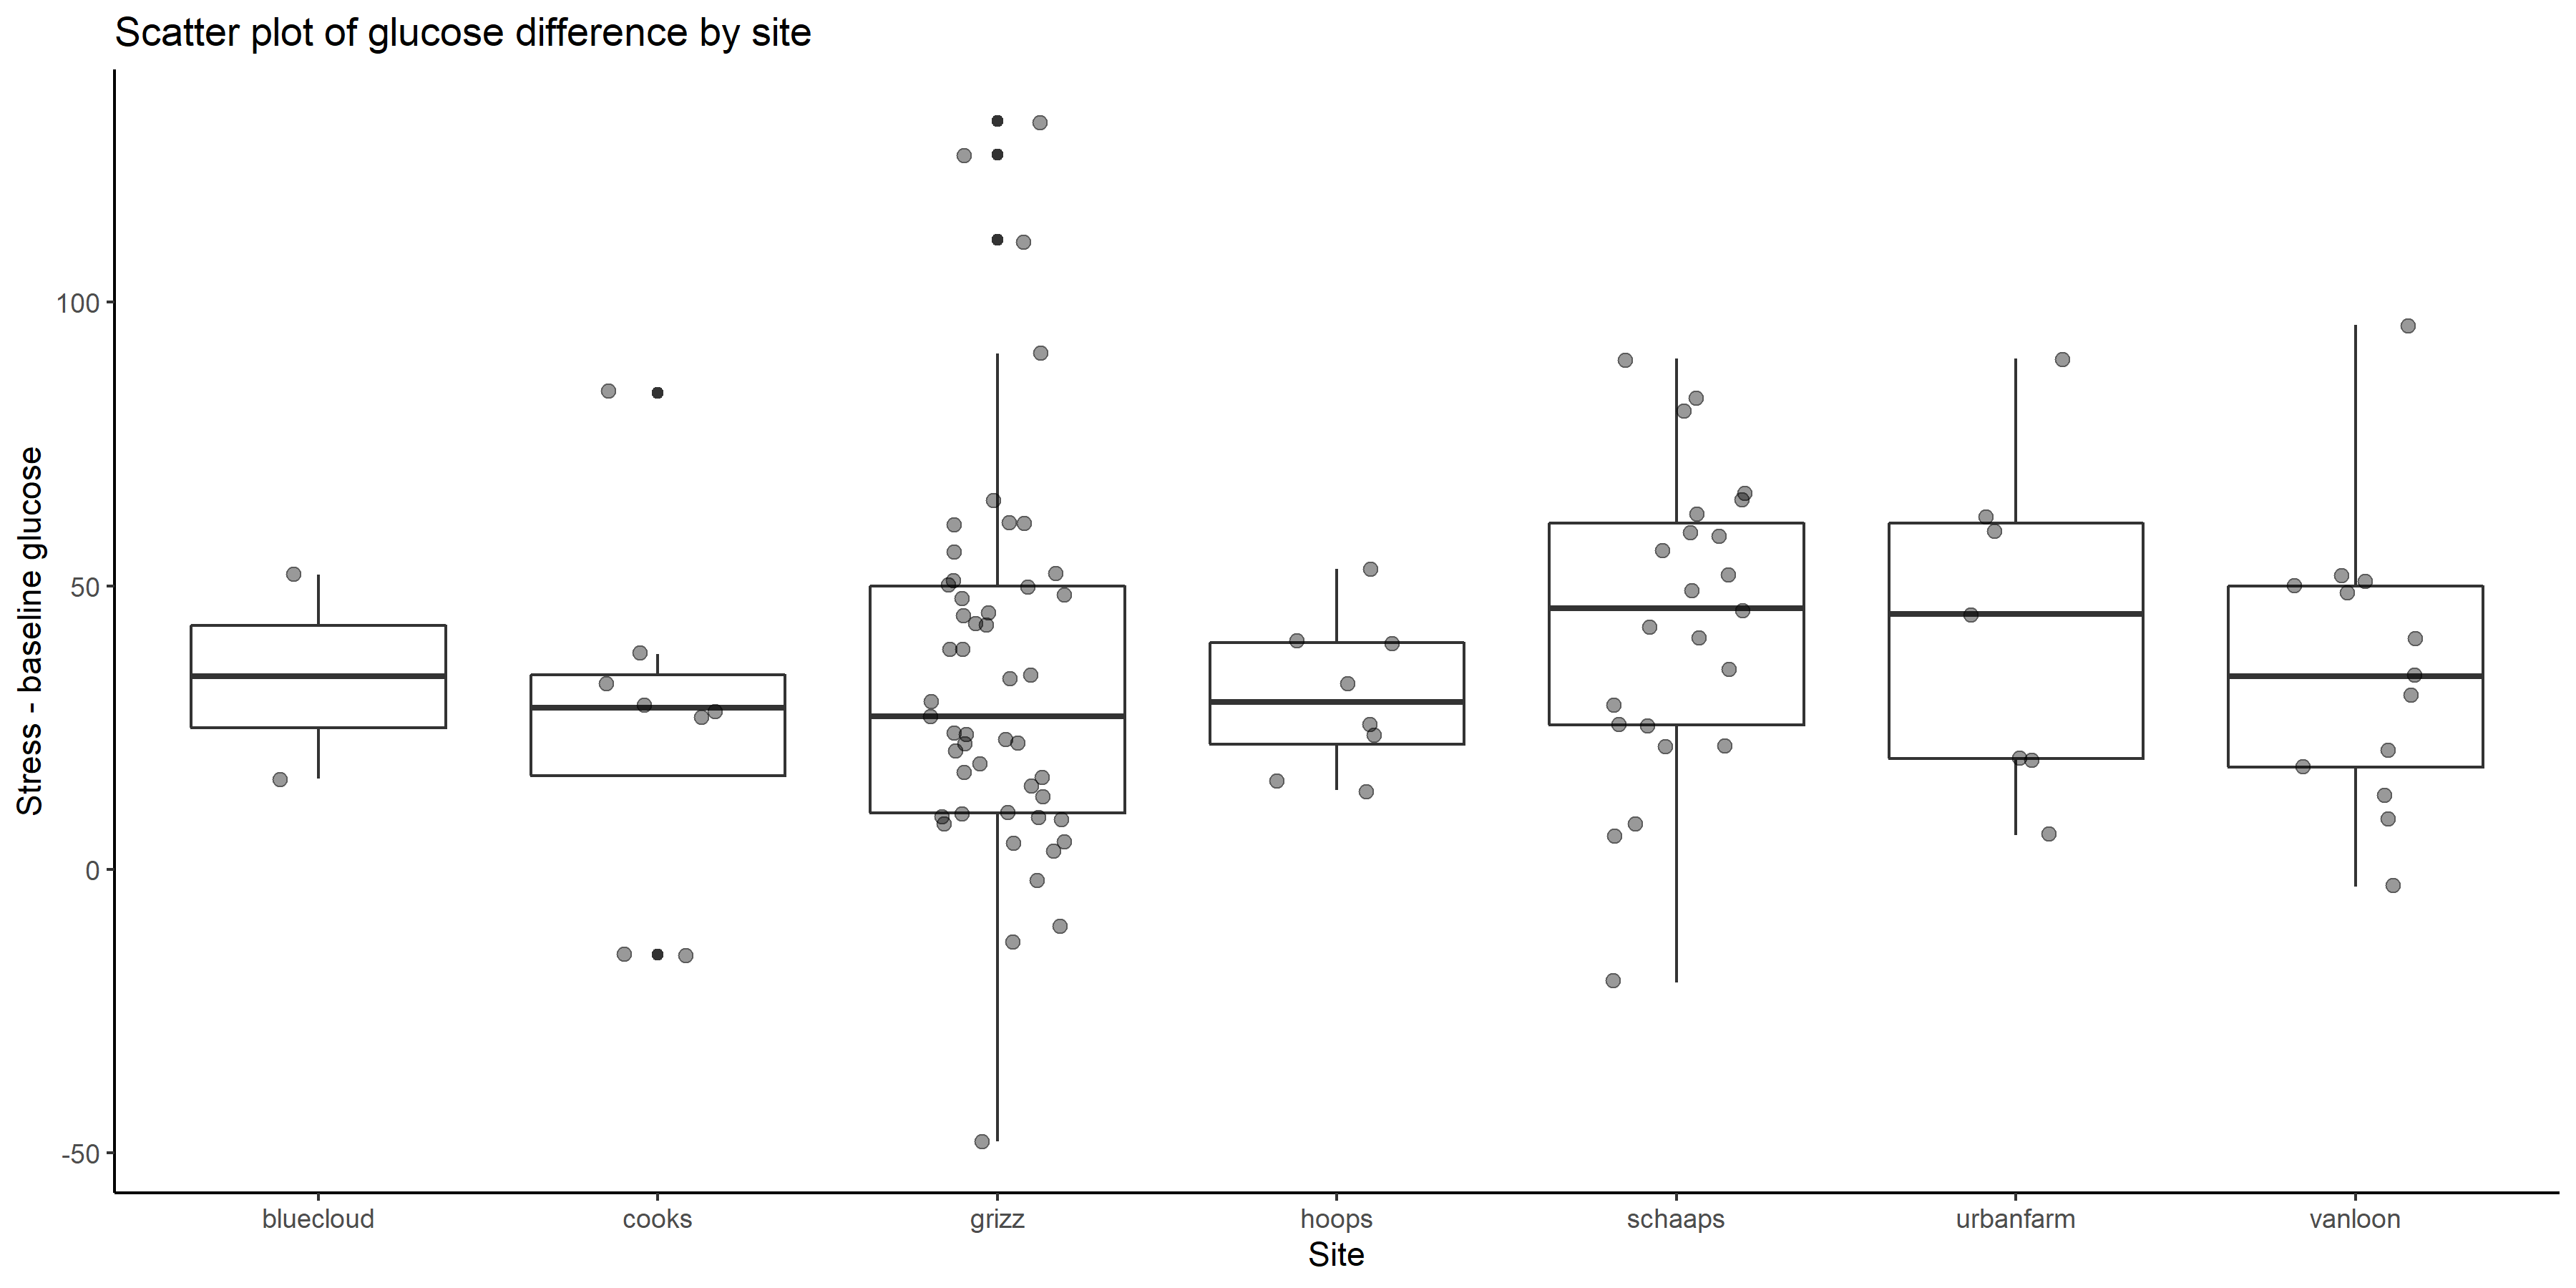 Scatter plot of glucose difference by site
Stress - baseline glucose
100
50
0
-50
bluecloud cooks grizz hoops schaaps urbanfarm vanloon
Site